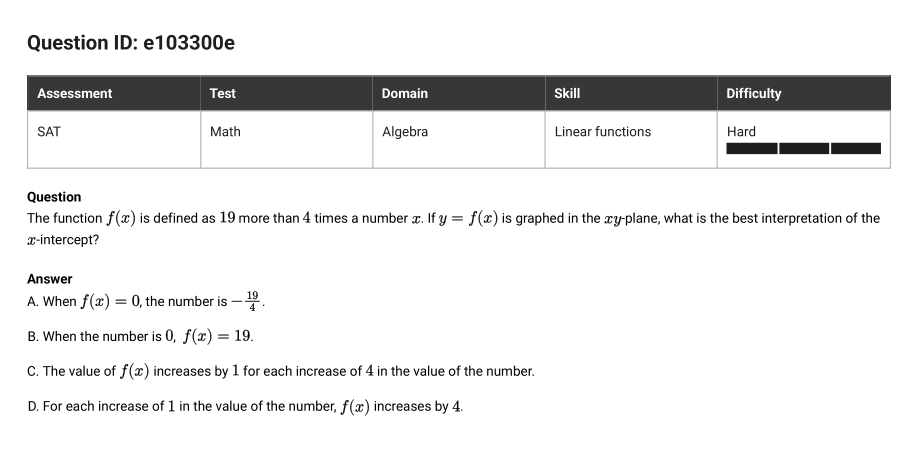 Question ID: e103300e
Assessment Test Domain Skill Difficulty
SAT Math Algebra Linear functions Hard
Question
The function f(x) is defined as 19 more than 4 times a number x. If y = f(x) is graphed in the xy-plane, what is the best interpretation of the
x-intercept?
Answer
A. When f(x) = 0, the number is −19/4.
B. When the number is 0, f(x) = 19.
C. The value of f(x) increases by 1 for each increase of 4 in the value of the number.
D. For each increase of 1 in the value of the number, f(x) increases by 4.